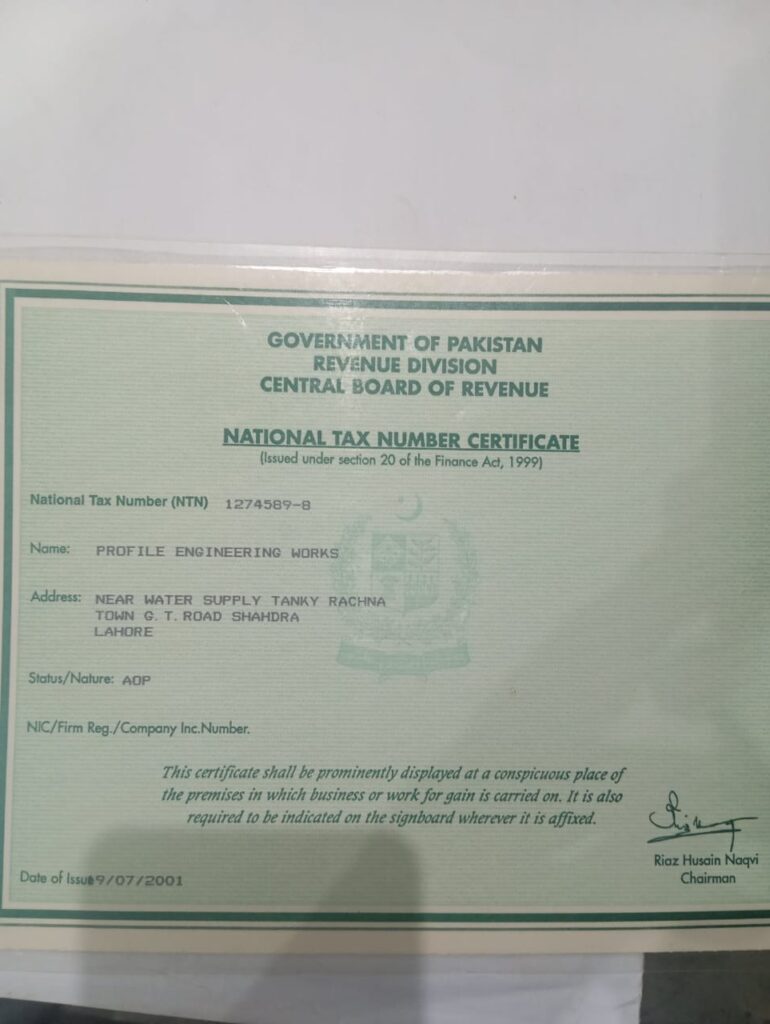 GOVERNMENT OF PAKISTAN
REVENUE DIVISION
CENTRAL BOARD OF REVENUE
NATIONAL TAX NUMBER CERTIFICATE
(Issued under section 20 of the Finance Act, 1999)
National Tax Number (NTN) 1274589-8
Name: PROFILE ENGINEERING WORKS
Address: NEAR WATER SUPPLY TANKY RACHNA
TOWN G.T.ROAD SHAHDRA
LAHORE
Status/Nature: AOP
NIC/Firm Reg./Company Inc.Number.
This certificate shall be prominently displayed at a conspicuous place of
the premises in which business or work for gain is carried on. It is also
required to be indicated on the signboard wherever it is affixed.
Riaz Husain Naqvi
Chairman
Date of Issue 9/07/2001